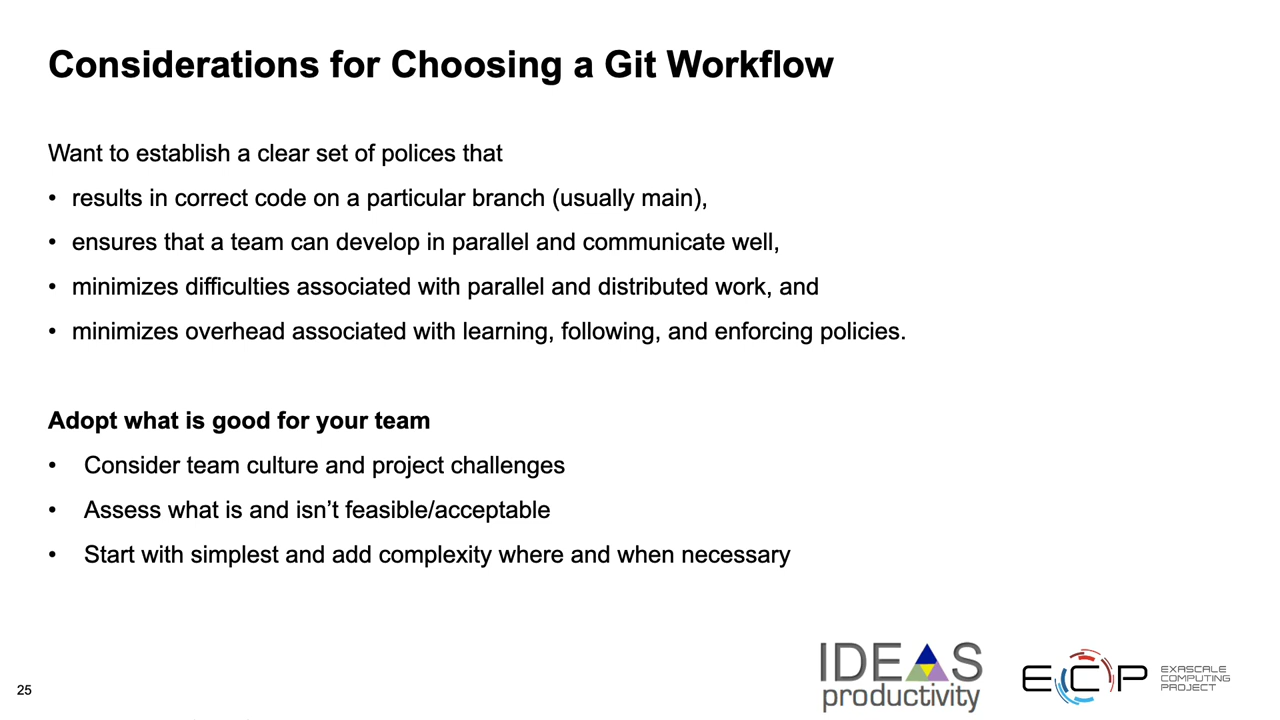 Considerations for Choosing a Git Workflow
Want to establish a clear set of polices that
• results in correct code on a particular branch (usually main),
• ensures that a team can develop in parallel and communicate well,
• minimizes difficulties associated with parallel and distributed work, and
• minimizes overhead associated with learning, following, and enforcing policies.
Adopt what is good for your team
• Consider team culture and project challenges
• Assess what is and isn’t feasible/acceptable
• Start with simplest and add complexity where and when necessary
25
IDEAS
productivity
ECP
EXASCALE
COMPUTING
PROJECT